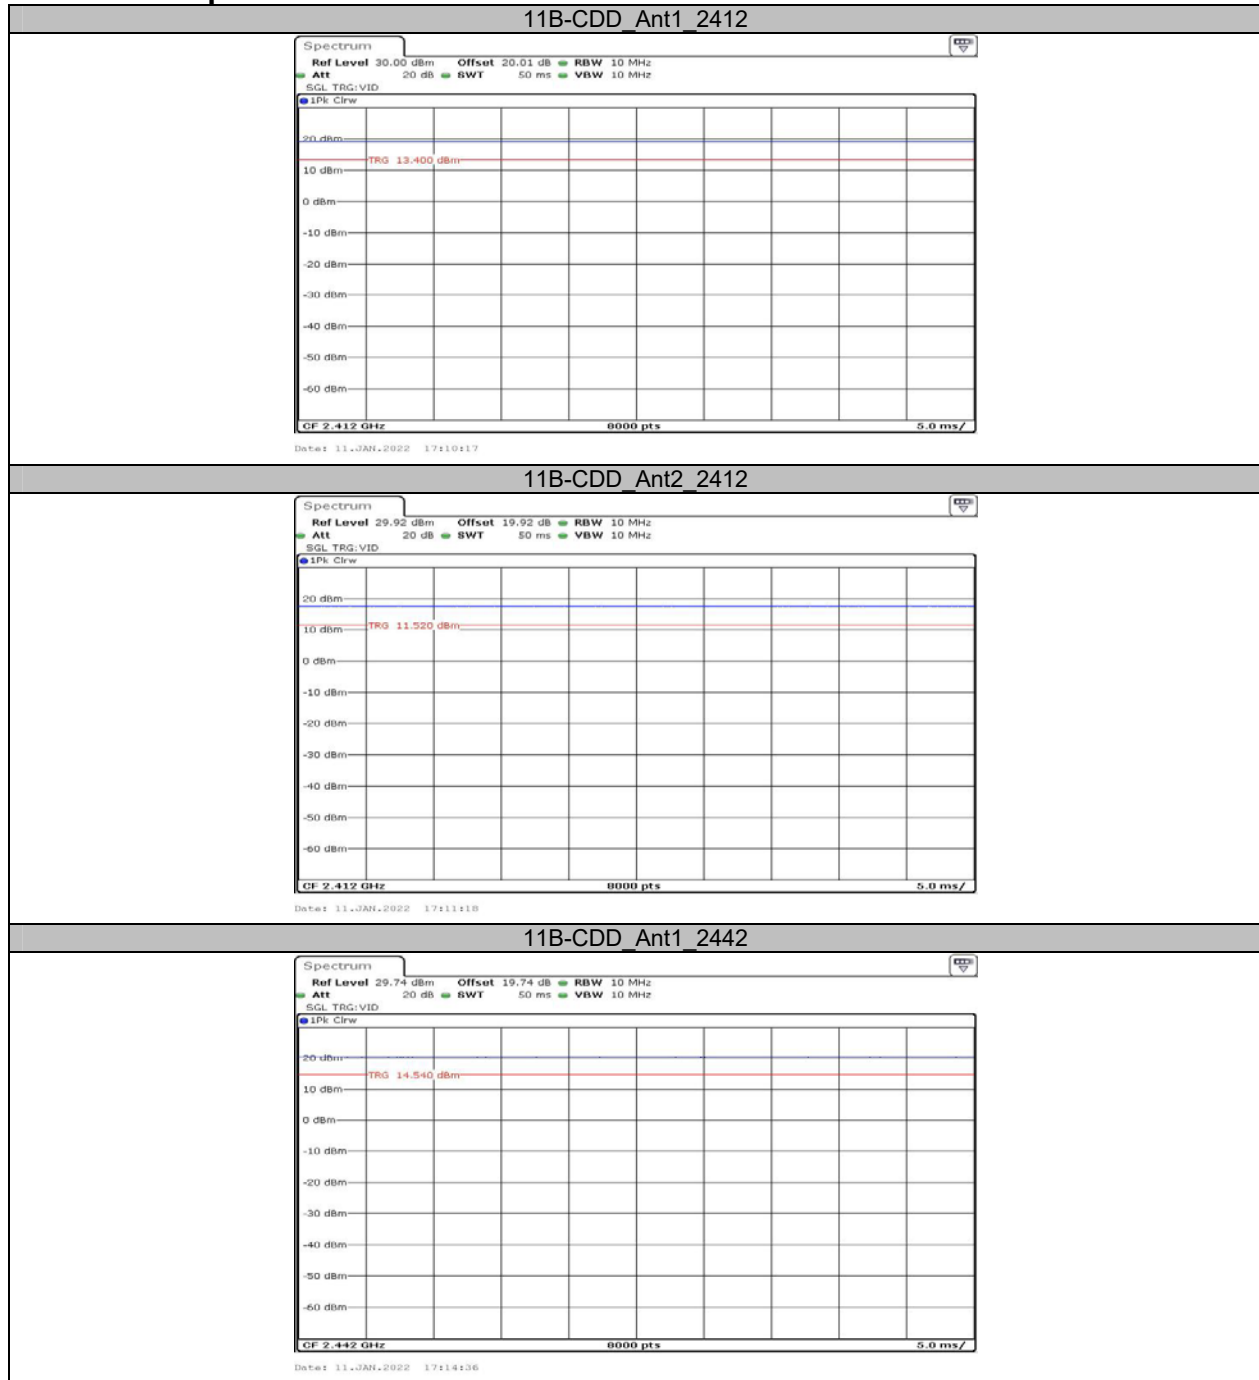 11B-CDD_Ant1_2412
Spectrum
Ref Level 30.00 dBm Offset 20.01 dB RBW 10 MHz
Att 20 dB SWT 50 ms VBW 10 MHz
SGL TRG:VID
1Pk Clrw
20 dBm
TRG 13.400 dBm
10 dBm
0 dBm
-10 dBm
-20 dBm
-30 dBm
-40 dBm
-50 dBm
-60 dBm
CF 2.412 GHz 8000 pts 5.0 ms/
Date: 11.JAN.2022 17:10:17
11B-CDD_Ant2_2412
Spectrum
Ref Level 29.92 dBm Offset 19.92 dB RBW 10 MHz
Att 20 dB SWT 50 ms VBW 10 MHz
SGL TRG:VID
1Pk Clrw
20 dBm
TRG 11.520 dBm
10 dBm
0 dBm
-10 dBm
-20 dBm
-30 dBm
-40 dBm
-50 dBm
-60 dBm
CF 2.412 GHz 8000 pts 5.0 ms/
Date: 11.JAN.2022 17:11:18
11B-CDD_Ant1_2442
Spectrum
Ref Level 29.74 dBm Offset 19.74 dB RBW 10 MHz
Att 20 dB SWT 50 ms VBW 10 MHz
SGL TRG:VID
1Pk Clrw
20 dBm
TRG 14.540 dBm
10 dBm
0 dBm
-10 dBm
-20 dBm
-30 dBm
-40 dBm
-50 dBm
-60 dBm
CF 2.442 GHz 8000 pts 5.0 ms/
Date: 11.JAN.2022 17:14:36